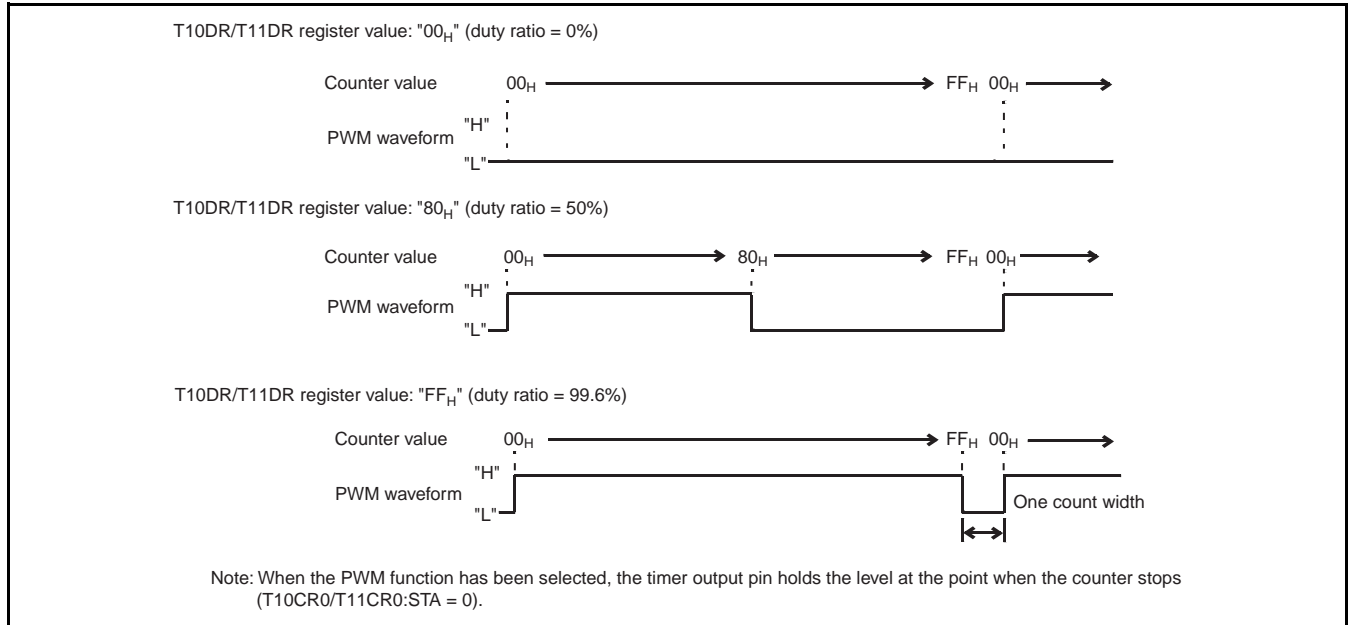 T10DR/T11DR register value: "00H" (duty ratio = 0%)
Counter value 00H FFH 00H
"H"
PWM waveform
"L"
T10DR/T11DR register value: "80H" (duty ratio = 50%)
Counter value 00H 80H FFH 00H
"H"
PWM waveform
"L"
T10DR/T11DR register value: "FFH" (duty ratio = 99.6%)
Counter value 00H FFH 00H
"H"
PWM waveform
"L"
One count width
Note: When the PWM function has been selected, the timer output pin holds the level at the point when the counter stops
(T10CR0/T11CR0:STA = 0).